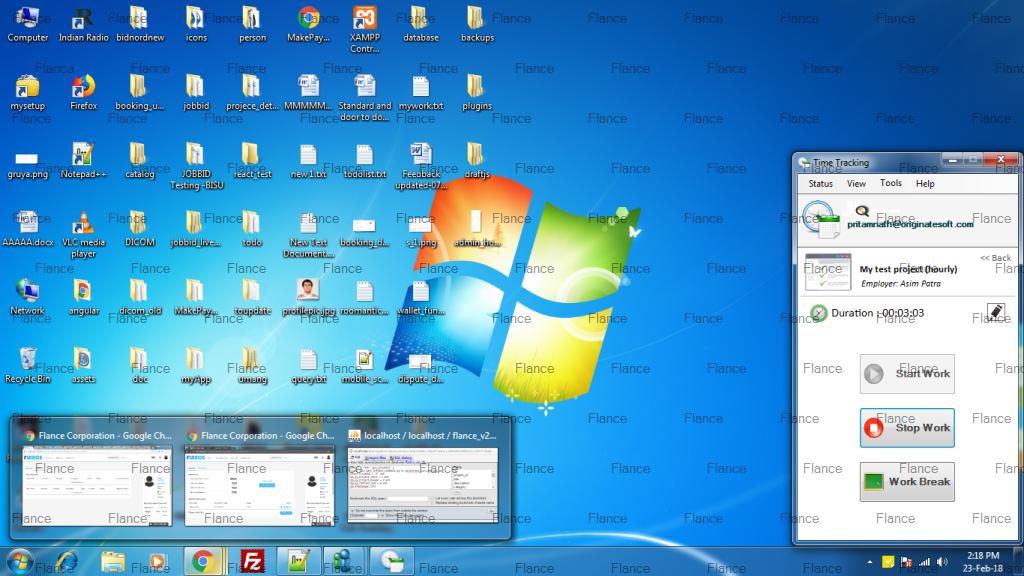 Computer
Indian Radio
bidnordnew
icons
person
MakePay...
XAMPP
Contr...
database
backups
mysetup
Firefox
booking_u...
jobbid
projece_det...
MMMMM...
Standard and
door to do...
mywork.txt
plugins
gruya.png
Notepad++
catalog
JOBBID
Testing -BISU
react_test
new 1.txt
todolist.txt
Feedback
updated-07...
draftjs
AAAAA.docx
VLC media
player
DICOM
jobbid_live...
todo
New Text
Document...
booking_d...
s_1.png
admin_ho...
Network
angular
dicom_old
MakePay...
toupdate
profilepic.jpg
roomantic...
wallet_fun...
Recycle Bin
assets
doc
myApp
umang
query.txt
mobile_sc...
dispute_d...
Time Tracking
Status View Tools Help
pritamnath@originatesoft.com
<< Back
My test project (hourly)
Employer: Asim Patra
Duration :-00:03:03
Start Work
Stop Work
Work Break
Flance Corporation - Google Ch...
Flance Corporation - Google Ch...
localhost / localhost / flance_v2...
2:18 PM
23-Feb-18
Flance